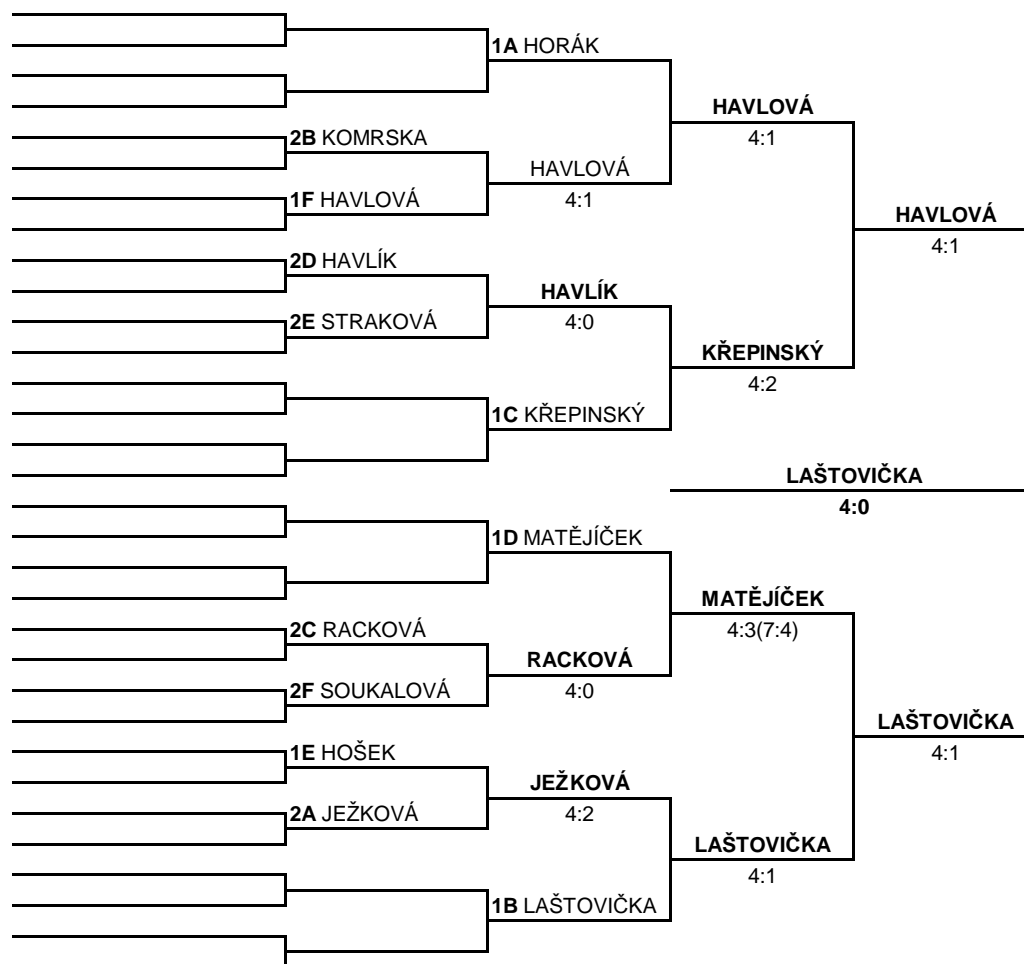 1A HORÁK
HAVLOVÁ
4:1
2B KOMRSKA
HAVLOVÁ
4:1
1F HAVLOVÁ
HAVLOVÁ
4:1
2D HAVLÍK
HAVLÍK
4:0
2E STRAKOVÁ
KŘEPINSKÝ
4:2
1C KŘEPINSKÝ
LAŠTOVIČKA
4:0
1D MATĚJÍČEK
MATĚJÍČEK
4:3(7:4)
2C RACKOVÁ
RACKOVÁ
4:0
2F SOUKALOVÁ
LAŠTOVIČKA
4:1
1E HOŠEK
JEŽKOVÁ
4:2
2A JEŽKOVÁ
LAŠTOVIČKA
4:1
1B LAŠTOVIČKA